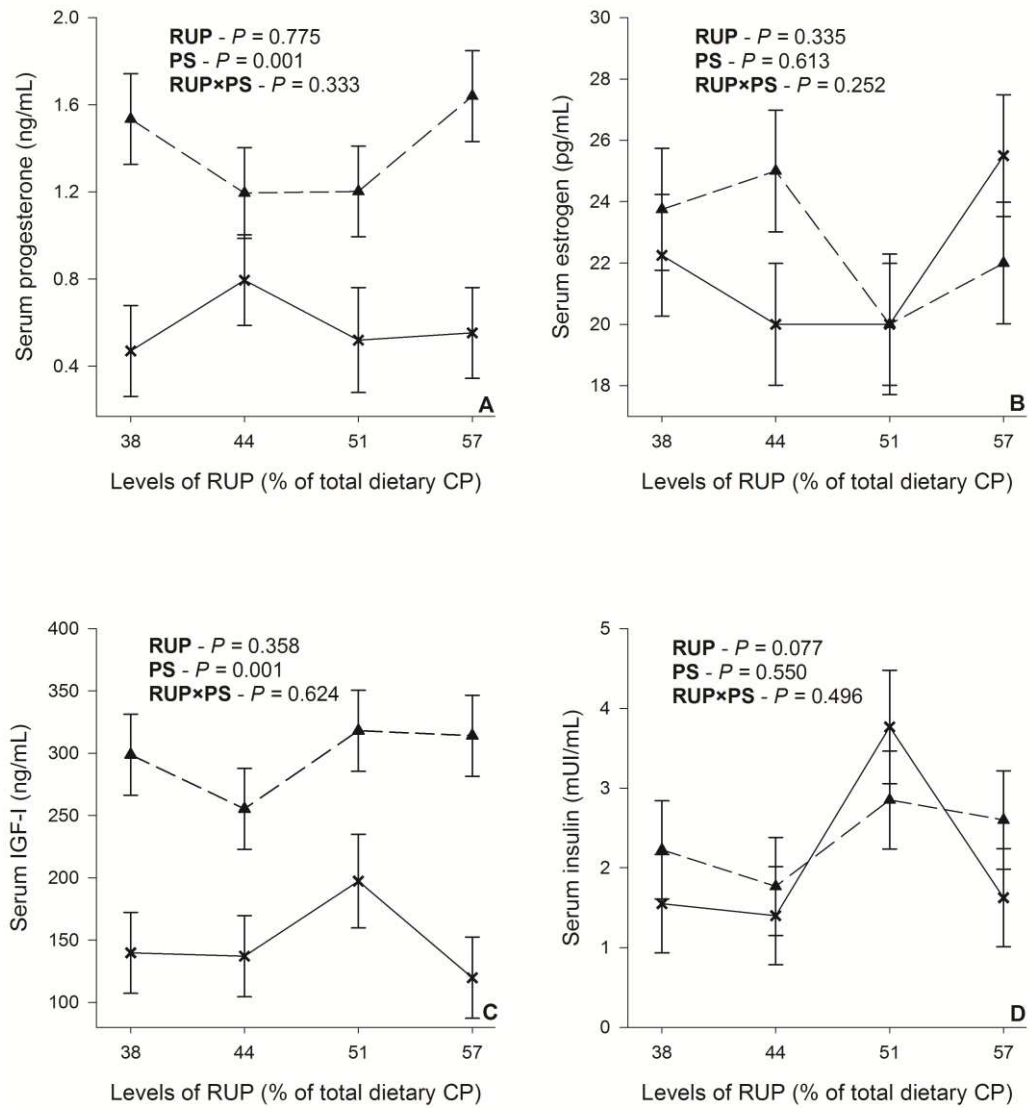 2.0
1.6
1.2
0.8
0.4
Serum progesterone (ng/mL)
RUP - P = 0.775
PS - P = 0.001
RUP×PS - P = 0.333
A
38 44 51 57
Levels of RUP (% of total dietary CP)
30
28
26
24
22
20
18
Serum estrogen (pg/mL)
RUP - P = 0.335
PS - P = 0.613
RUP×PS - P = 0.252
B
38 44 51 57
Levels of RUP (% of total dietary CP)
400
350
300
250
200
150
100
Serum IGF-I (ng/mL)
RUP - P = 0.358
PS - P = 0.001
RUP×PS - P = 0.624
C
38 44 51 57
Levels of RUP (% of total dietary CP)
5
4
3
2
1
0
Serum insulin (mUI/mL)
RUP - P = 0.077
PS - P = 0.550
RUP×PS - P = 0.496
D
38 44 51 57
Levels of RUP (% of total dietary CP)